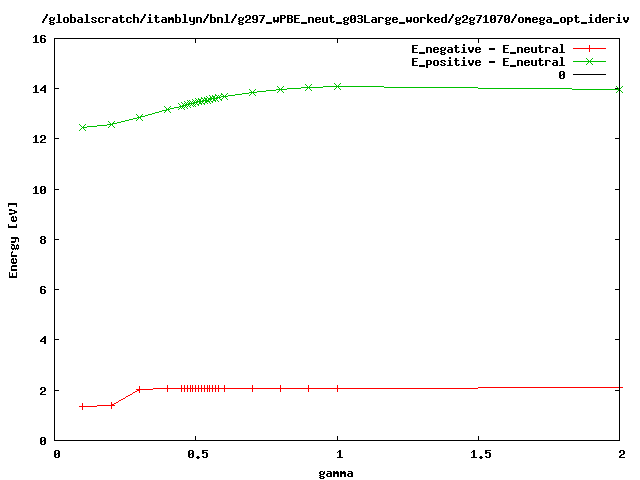 /globalscratch/itamblyn/bnl/g297_wPBE_neut_g03Large_worked/g2g71070/omega_opt_ideriv
E_negative - E_neutral
E_positive - E_neutral
0
16
14
12
10
8
6
4
2
0
Energy [eV]
0 0.5 1 1.5 2
gamma